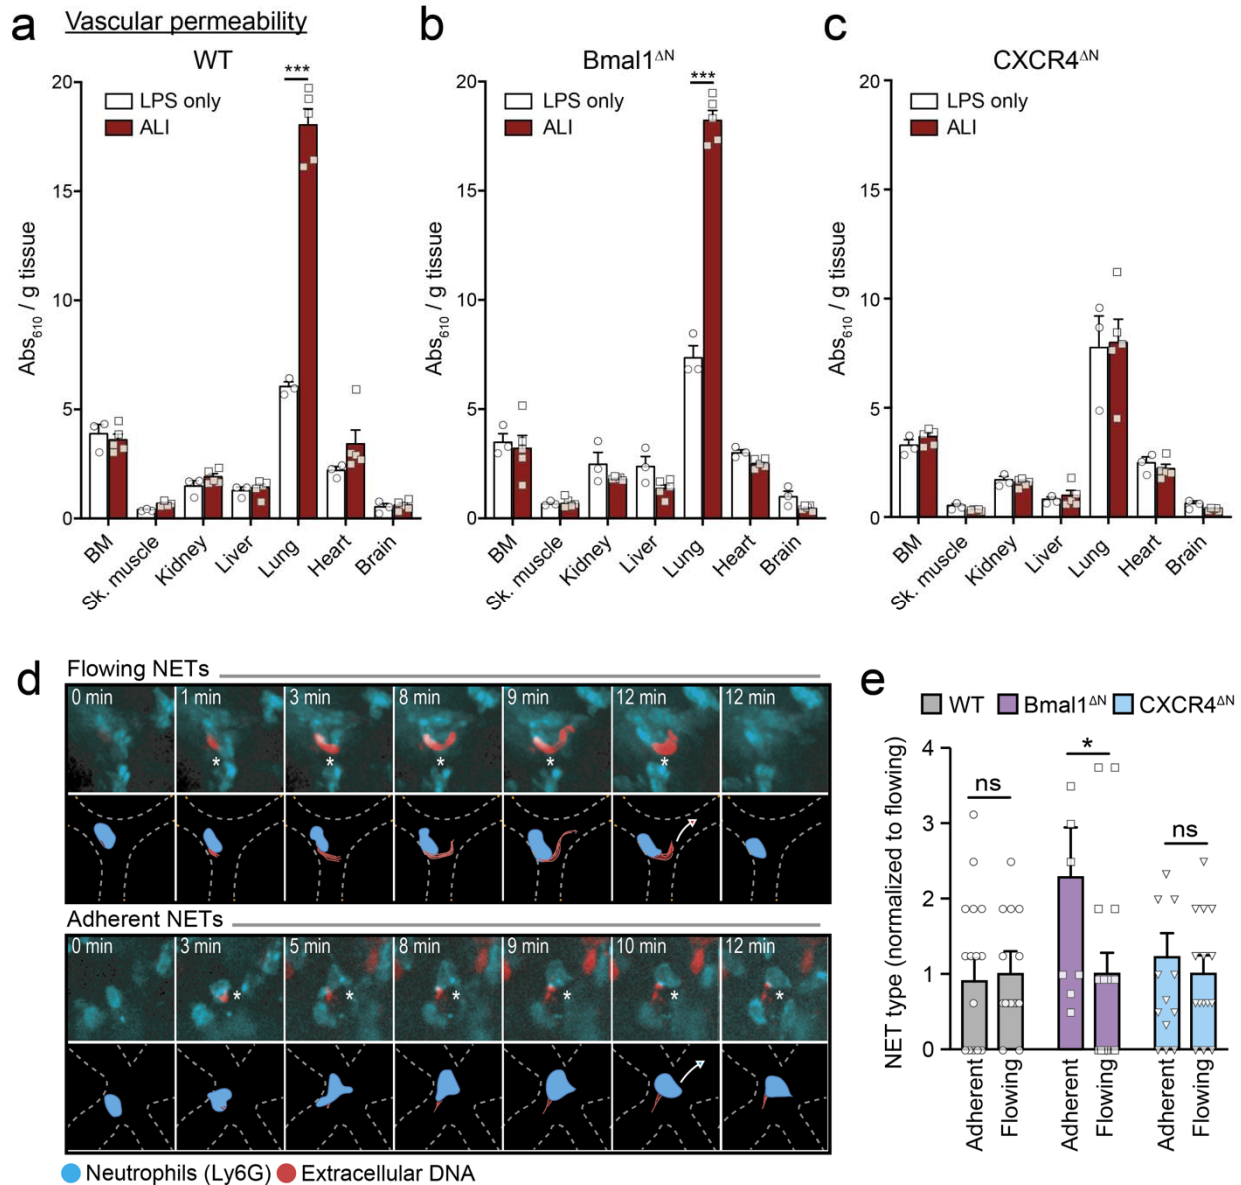 a Vascular permeability
WT
20
15
10
5
0
Abs610 / g tissue
LPS only
ALI
***
BM
Sk. muscle
Kidney
Liver
Lung
Heart
Brain
b
Bmal1ΔN
20
15
10
5
0
Abs610 / g tissue
LPS only
ALI
***
BM
Sk. muscle
Kidney
Liver
Lung
Heart
Brain
c
CXCR4ΔN
20
15
10
5
0
Abs610 / g tissue
LPS only
ALI
BM
Sk. muscle
Kidney
Liver
Lung
Heart
Brain
d
Flowing NETs
0 min 1 min 3 min 8 min 9 min 12 min 12 min
* * * * *
Adherent NETs
0 min 3 min 5 min 8 min 9 min 10 min 12 min
* * * * * *
Neutrophils (Ly6G) Extracellular DNA
e
WT Bmal1ΔN CXCR4ΔN
4
3
2
1
0
NET type (normalized to flowing)
ns
*
ns
Adherent
Flowing
Adherent
Flowing
Adherent
Flowing